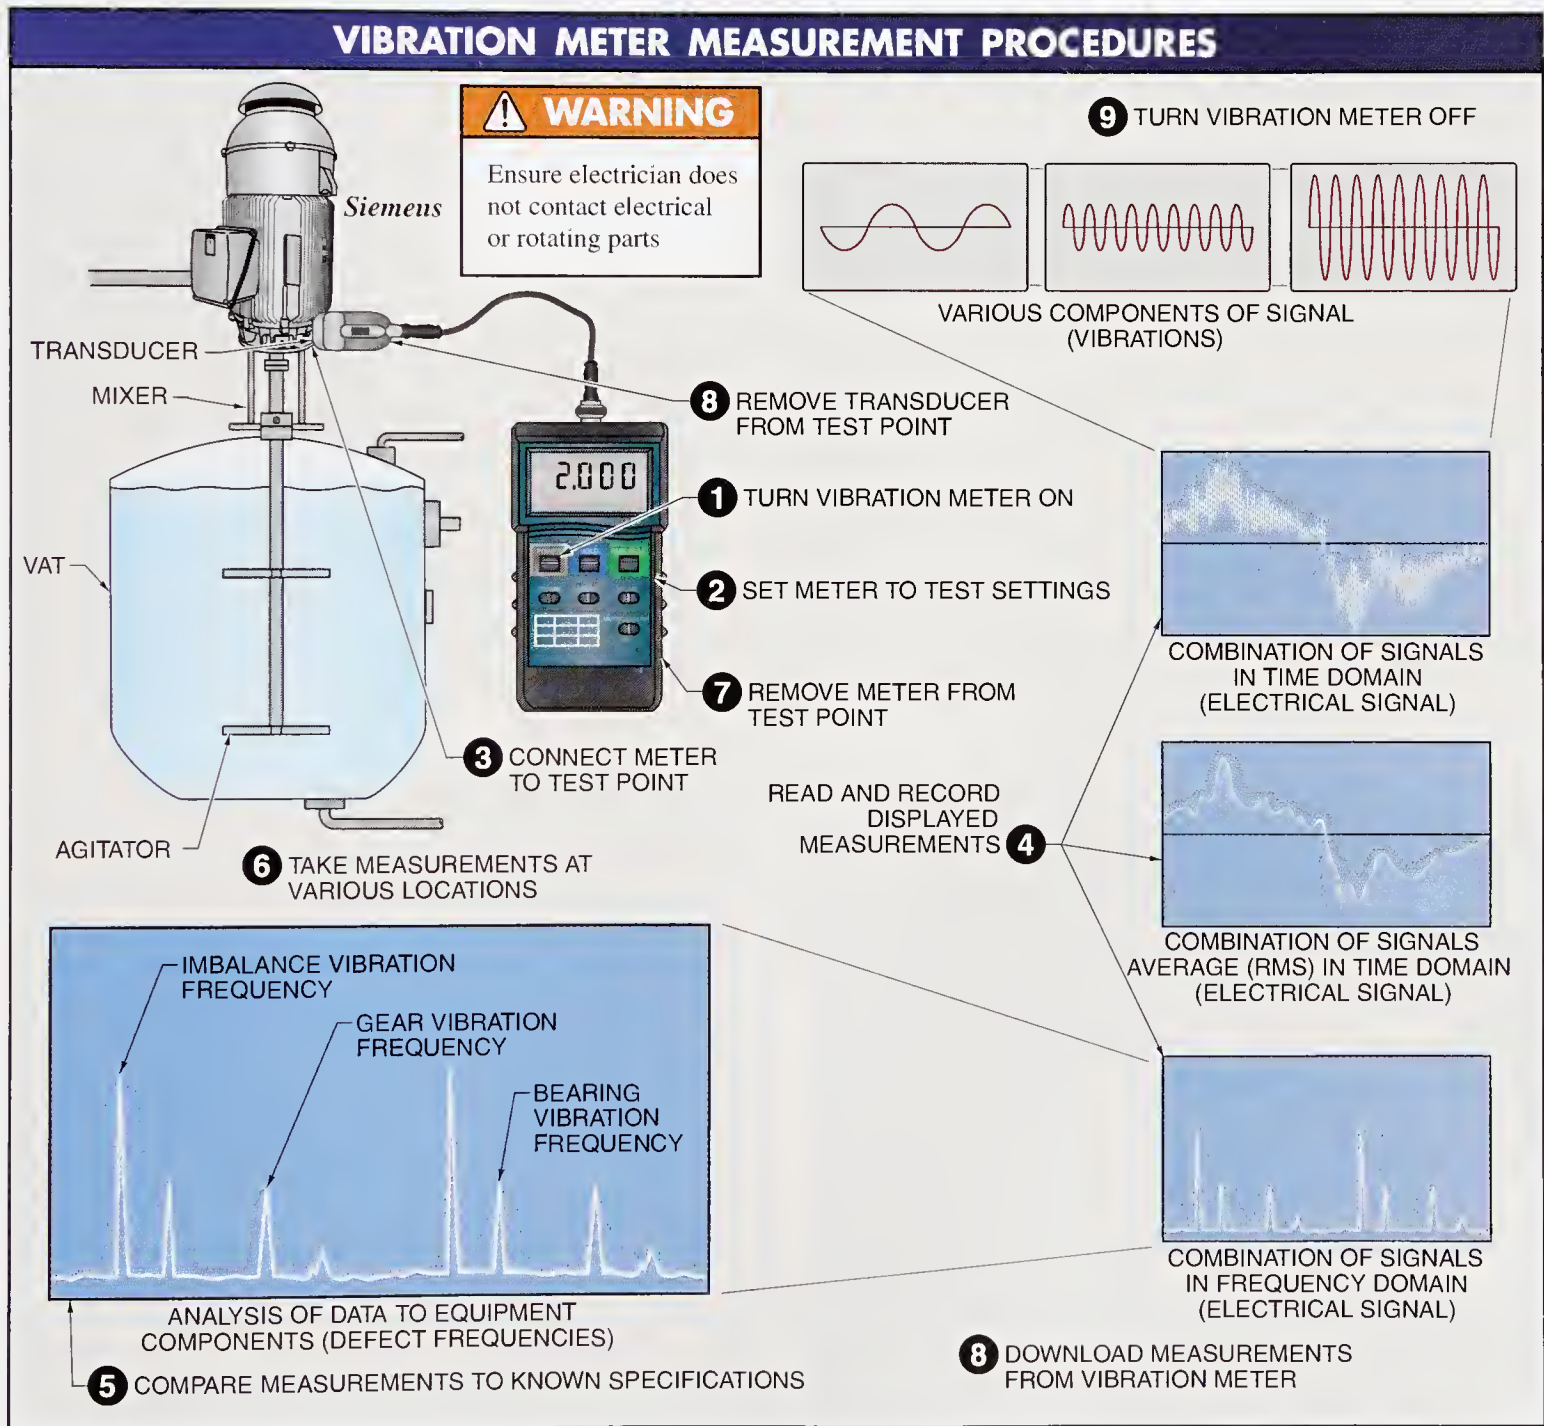 VIBRATION METER MEASUREMENT PROCEDURES
WARNING
Ensure electrician does
not contact electrical
or rotating parts
Siemens
9 TURN VIBRATION METER OFF
VARIOUS COMPONENTS OF SIGNAL
(VIBRATIONS)
TRANSDUCER
MIXER
VAT
AGITATOR
8 REMOVE TRANSDUCER
FROM TEST POINT
2.000
1 TURN VIBRATION METER ON
2 SET METER TO TEST SETTINGS
7 REMOVE METER FROM
TEST POINT
3 CONNECT METER
TO TEST POINT
COMBINATION OF SIGNALS
IN TIME DOMAIN
(ELECTRICAL SIGNAL)
READ AND RECORD
DISPLAYED
MEASUREMENTS 4
6 TAKE MEASUREMENTS AT
VARIOUS LOCATIONS
COMBINATION OF SIGNALS
AVERAGE (RMS) IN TIME DOMAIN
(ELECTRICAL SIGNAL)
IMBALANCE VIBRATION
FREQUENCY
GEAR VIBRATION
FREQUENCY
BEARING
VIBRATION
FREQUENCY
COMBINATION OF SIGNALS
IN FREQUENCY DOMAIN
(ELECTRICAL SIGNAL)
ANALYSIS OF DATA TO EQUIPMENT
COMPONENTS (DEFECT FREQUENCIES)
5 COMPARE MEASUREMENTS TO KNOWN SPECIFICATIONS
8 DOWNLOAD MEASUREMENTS
FROM VIBRATION METER